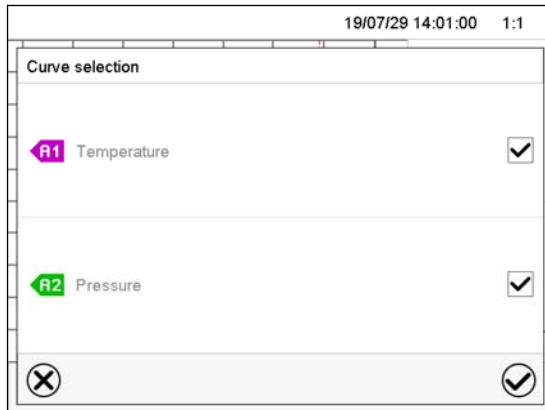 19/07/29 14:01:00 1:1
Curve selection
A1 Temperature
A2 Pressure